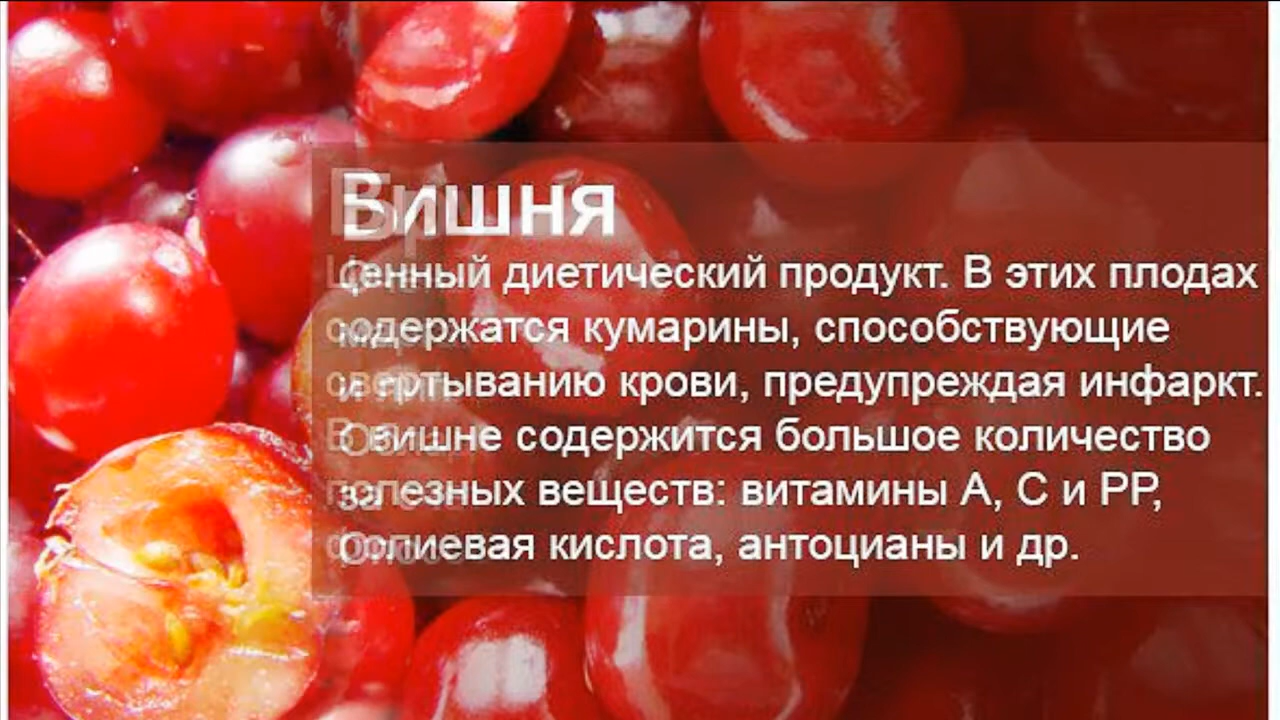 Вишня
Ценный диетический продукт. В этих плодах
содержатся кумарины, способствующие
свертыванию крови, предупреждая инфаркт.
В вишне содержится большое количество
полезных веществ: витамины А, С и РР,
фолиевая кислота, антоцианы и др.